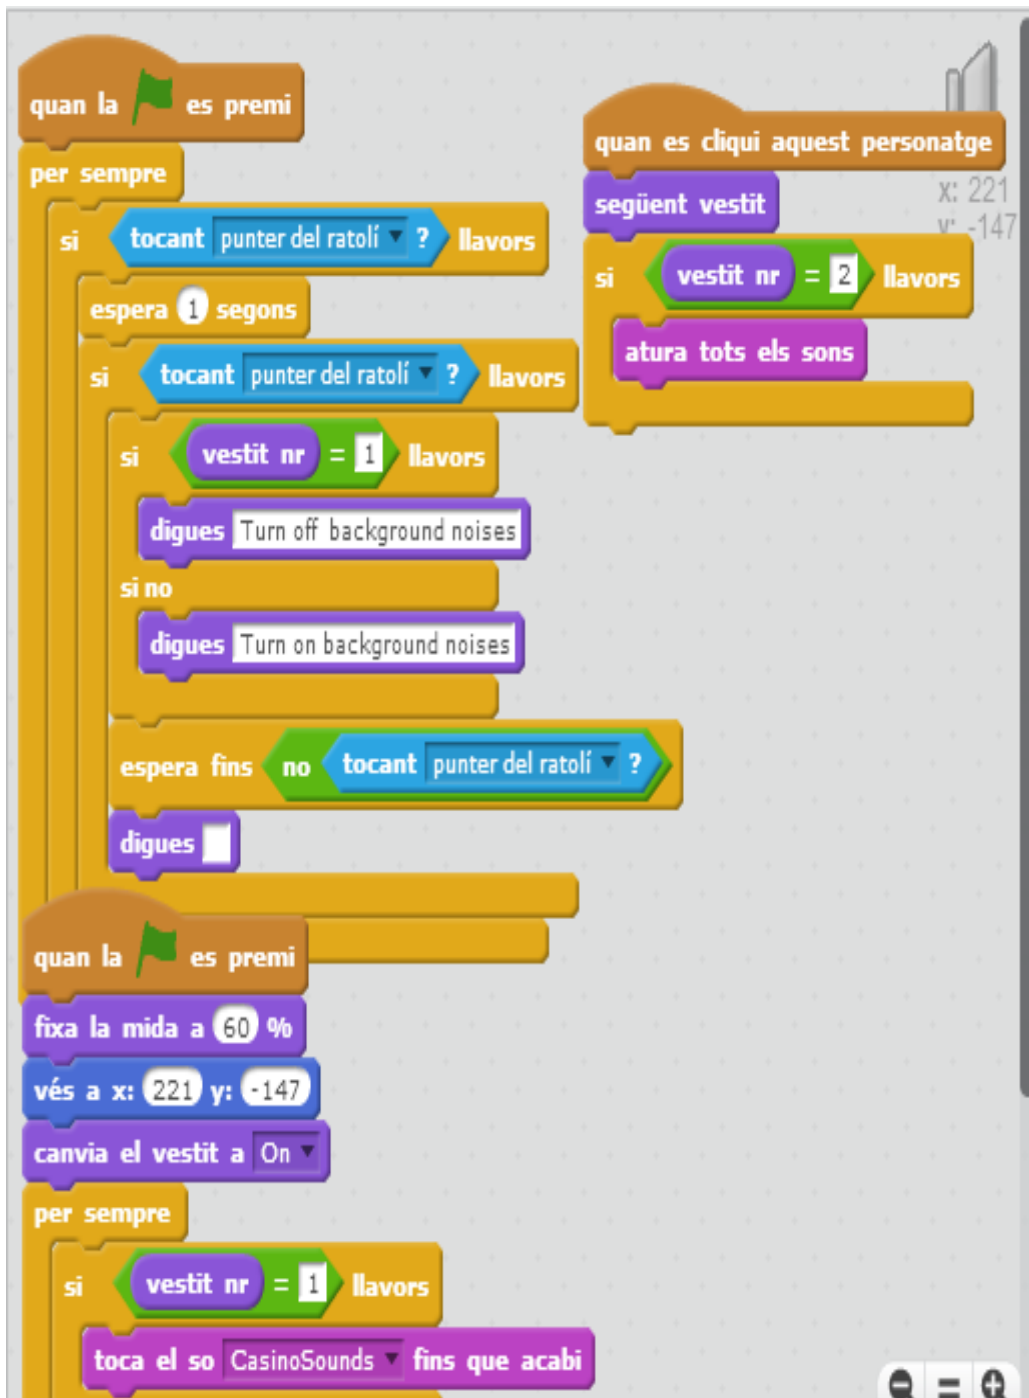 quan la es premi
per sempre
si tocant punter del ratolí ? llavors
espera 1 segons
si tocant punter del ratolí ? llavors
si vestit nr = 1 llavors
digues Turn off background noises
si no
digues Turn on background noises
espera fins no tocant punter del ratolí ?
digues
quan la es premi
fixa la mida a 60 %
vés a x: 221 y: -147
canvia el vestit a On
per sempre
si vestit nr = 1 llavors
toca el so CasinoSounds fins que acabi
quan es cliqui aquest personatge
següent vestit
si vestit nr = 2 llavors
atura tots els sons
x: 221
y: -147